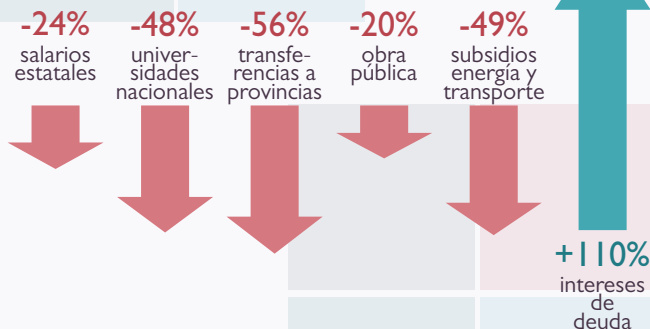 -24%
salarios
estatales
-48%
univer-
sidades
nacionales
-56%
transfe-
rencias a
provincias
-20%
obra
pública
-49%
subsidios
energía y
transporte
+110%
intereses
de
deuda